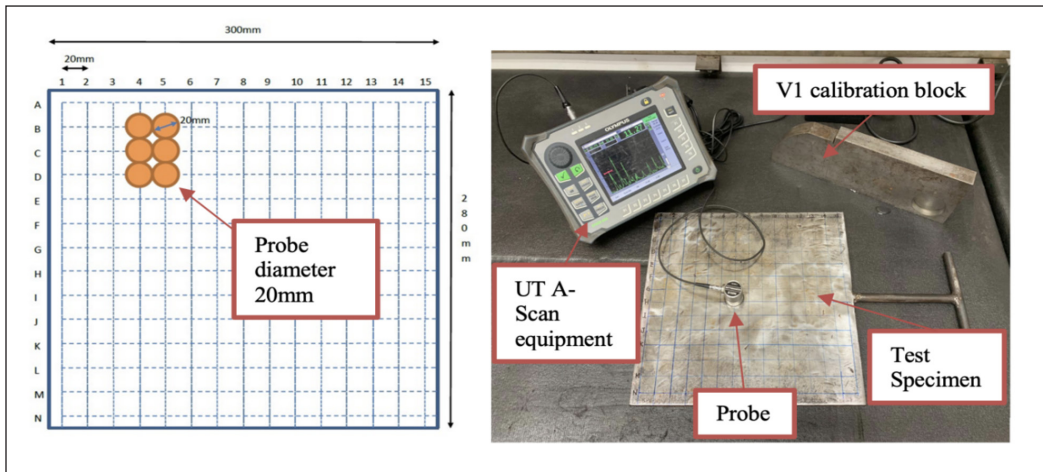 300mm
20mm
1 2 3 4 5 6 7 8 9 10 11 12 13 14 15
A
B
C
D
E
F
G
H
I
J
K
L
M
N
20mm
Probe
diameter
20mm
2
8
0
m
m
V1 calibration block
OLYMPUS
UT A-
Scan
equipment
Probe
Test
Specimen